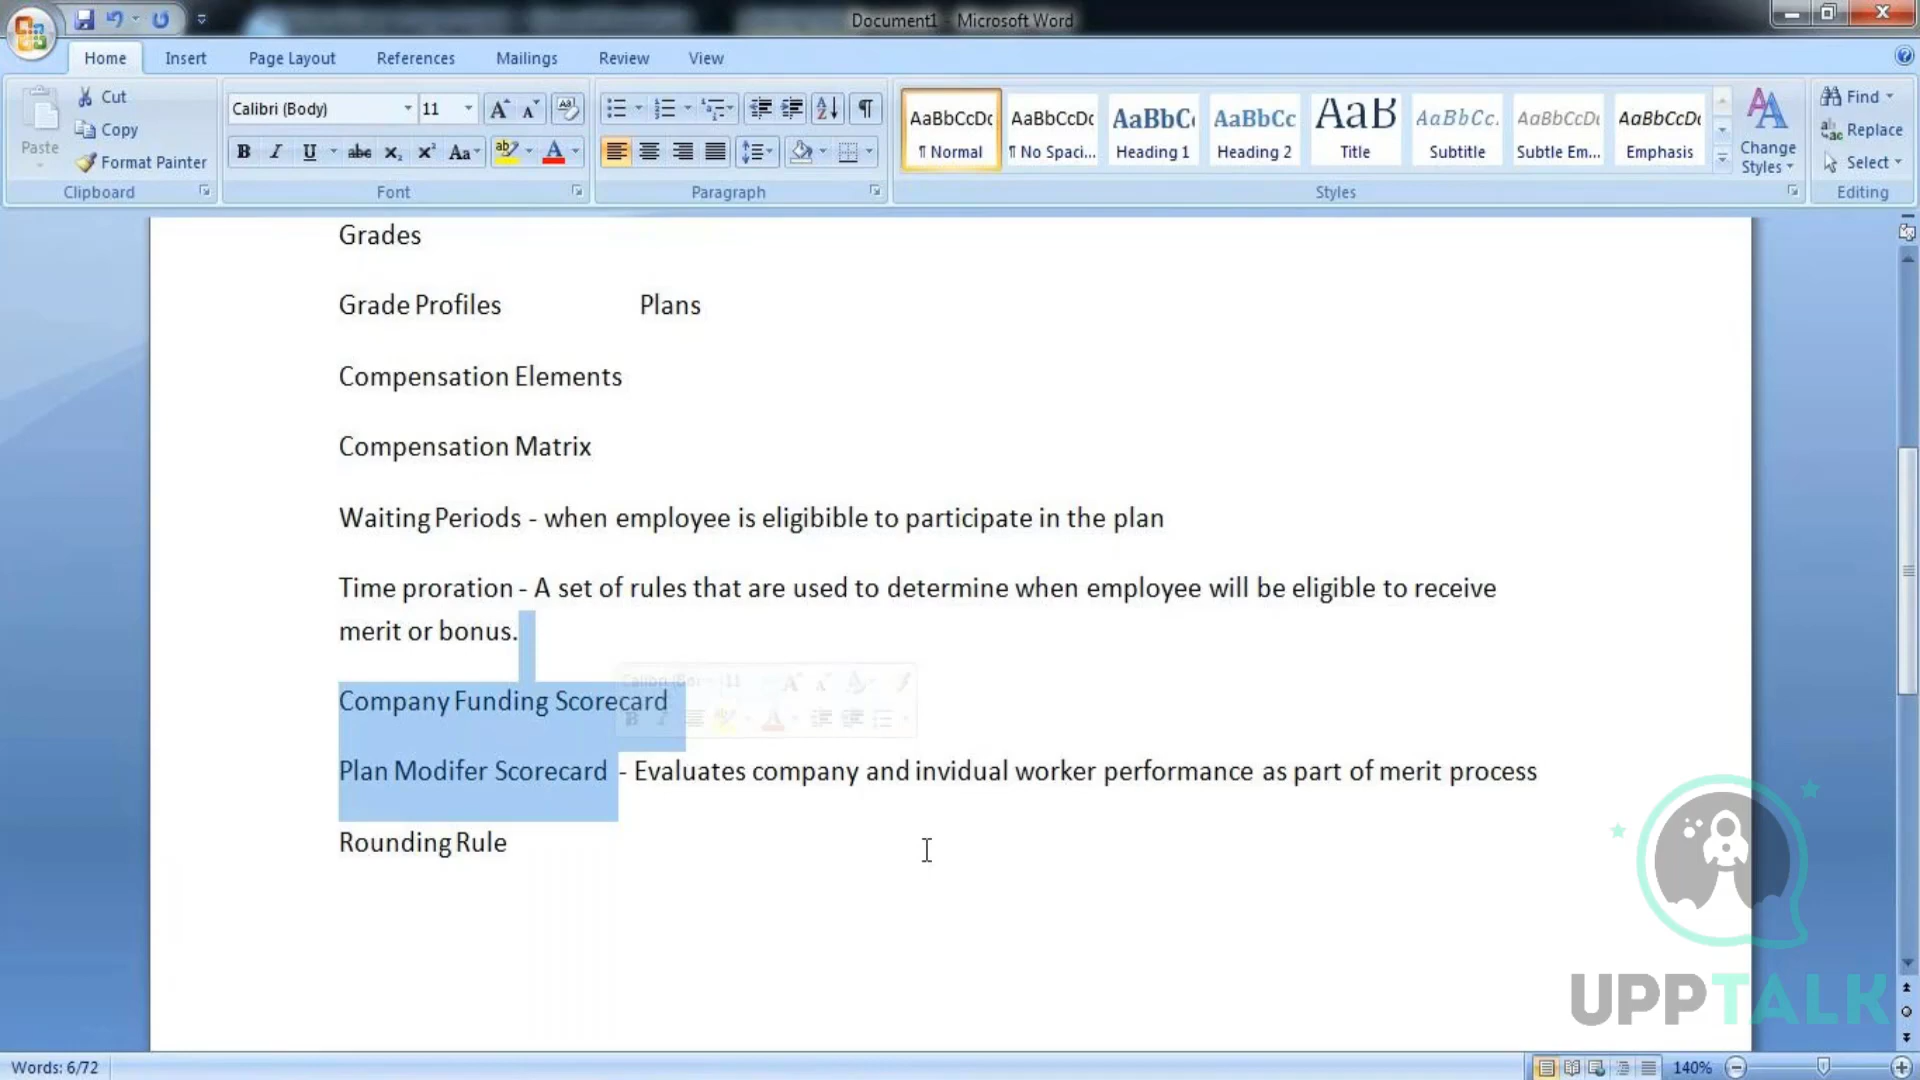 Document1 - Microsoft Word
Home Insert Page Layout References Mailings Review View
Paste
Cut
Copy
Format Painter
Clipboard
Calibri (Body) 11
Font
Paragraph
AaBbCcDc AaBbCcDc AaBbC AaBbCc AaB AaBbCc. AaBbCcDc AaBbCcDc
¶ Normal ¶ No Spaci... Heading 1 Heading 2 Title Subtitle Subtle Em... Emphasis
Styles
Change Styles
Find
Replace
Select
Editing
Grades
Grade Profiles Plans
Compensation Elements
Compensation Matrix
Waiting Periods - when employee is eligibible to participate in the plan
Time proration - A set of rules that are used to determine when employee will be eligible to receive
merit or bonus.
Company Funding Scorecard
Plan Modifer Scorecard - Evaluates company and invidual worker performance as part of merit process
Rounding Rule
UPPTALK
Words: 6/72
140%